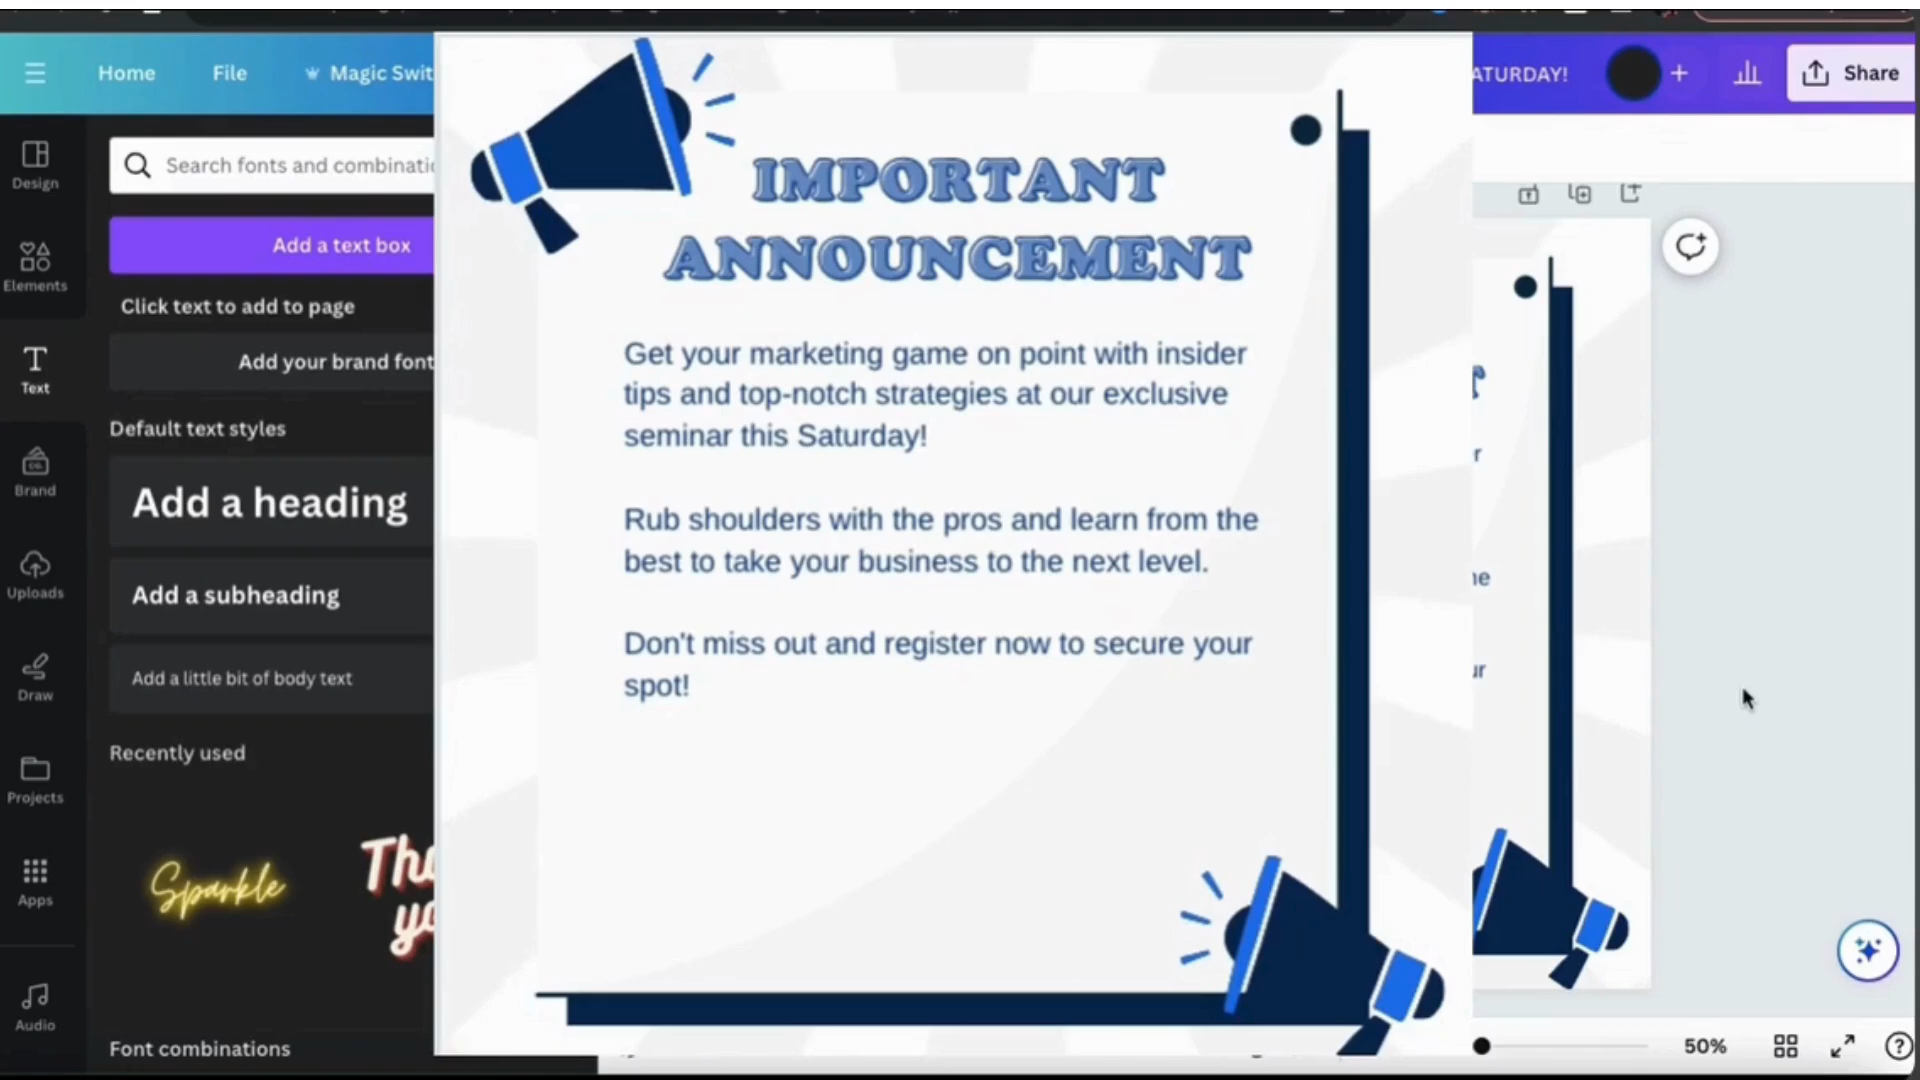 Home File Magic Swit
ATURDAY!
Share
Design
Elements
Text
Brand
Uploads
Draw
Projects
Apps
Audio
Search fonts and combinatic
Add a text box
Click text to add to page
Add your brand font
Default text styles
Add a heading
Add a subheading
Add a little bit of body text
Recently used
Sparkle
Tha
yo
Font combinations
IMPORTANT
ANNOUNCEMENT
Get your marketing game on point with insider
tips and top-notch strategies at our exclusive
seminar this Saturday!
Rub shoulders with the pros and learn from the
best to take your business to the next level.
Don't miss out and register now to secure your
spot!
T
r
ne
ur
50%
?